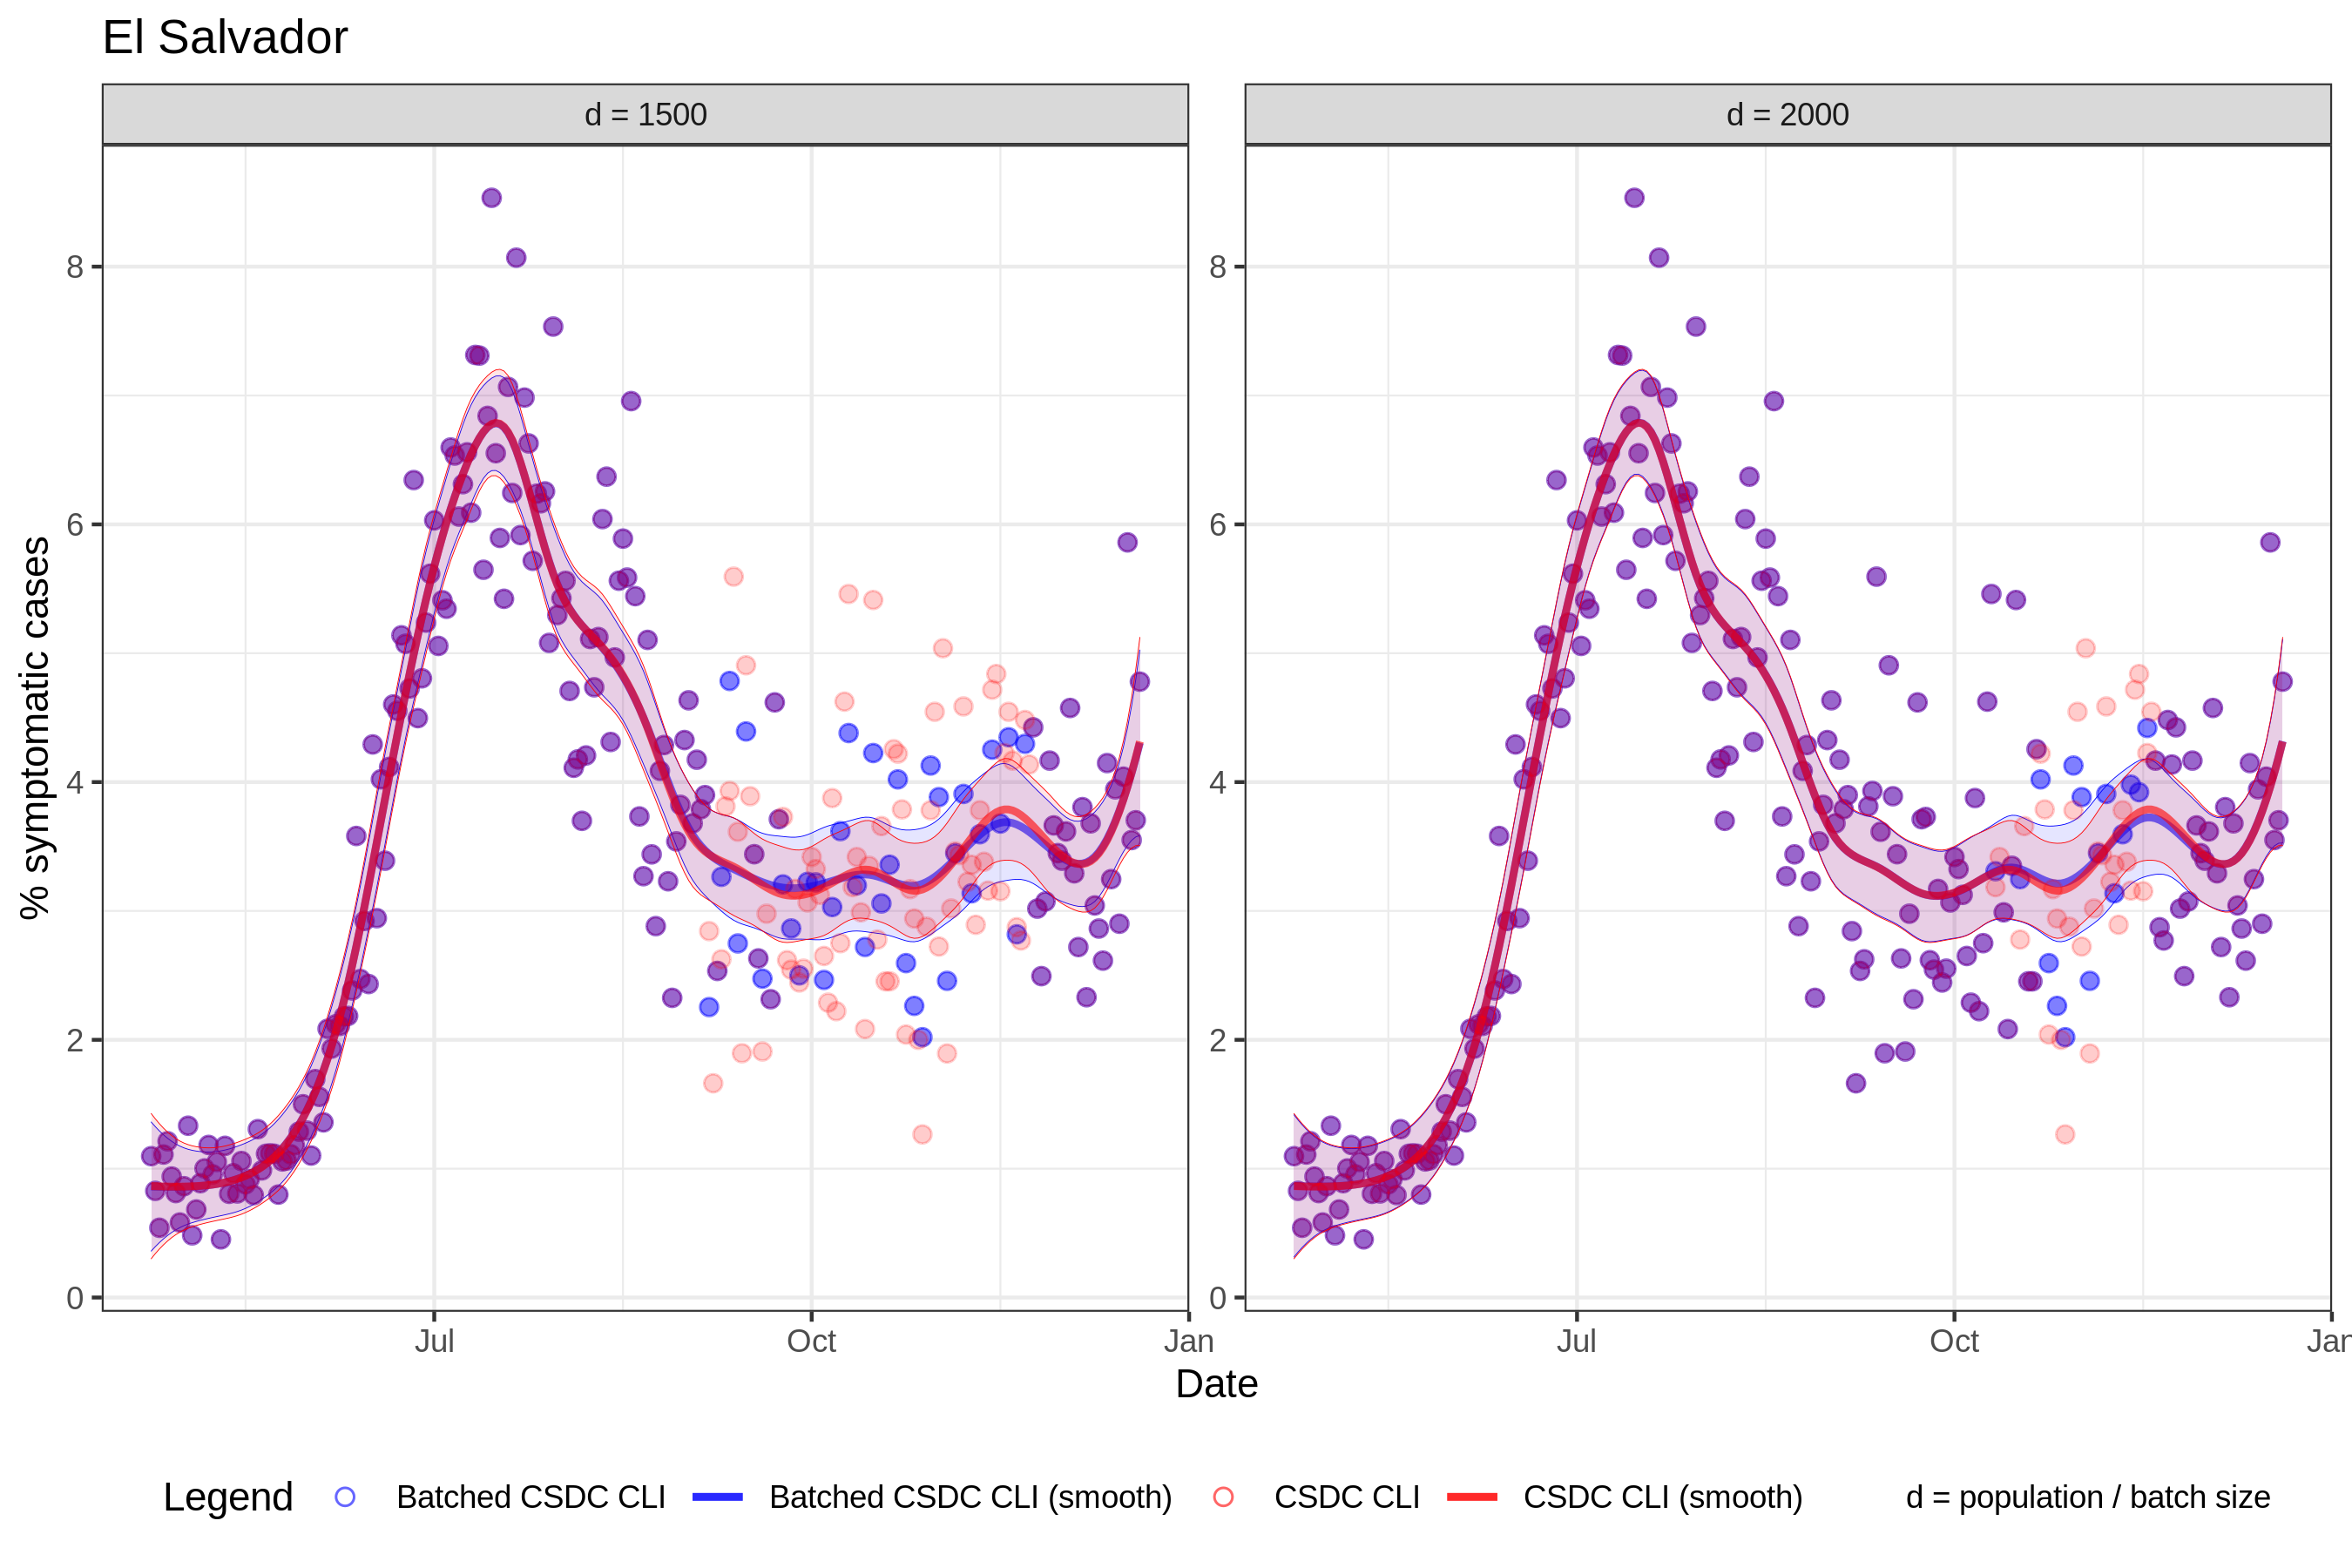 El Salvador
d = 1500
d = 2000
% symptomatic cases
8
6
4
2
0
8
6
4
2
0
Jul
Oct
Jan
Jul
Oct
Jan
Date
Legend
Batched CSDC CLI
Batched CSDC CLI (smooth)
CSDC CLI
CSDC CLI (smooth)
d = population / batch size